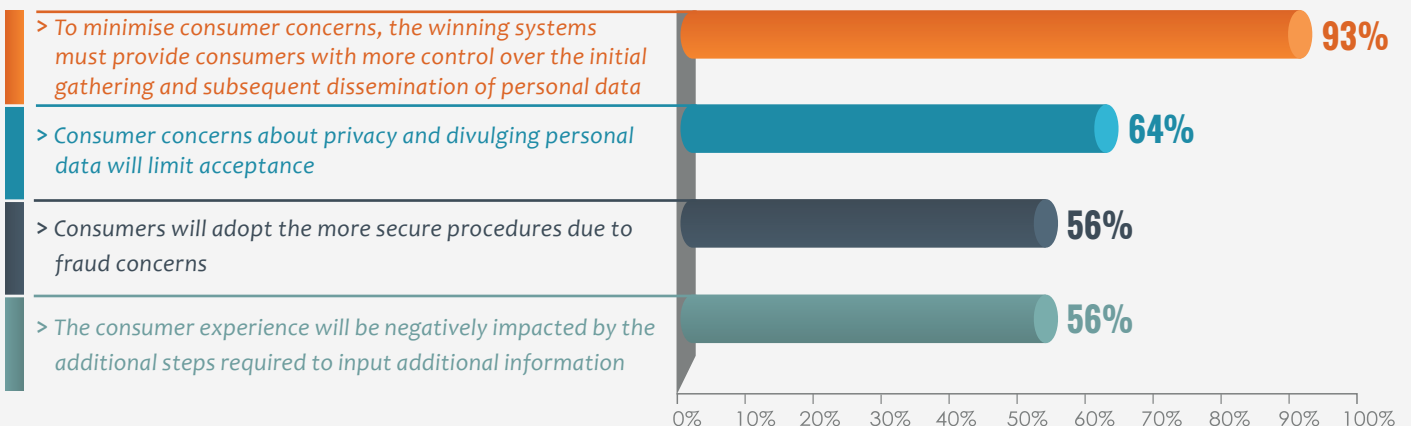 > To minimise consumer concerns, the winning systems
must provide consumers with more control over the initial
gathering and subsequent dissemination of personal data
93%
> Consumer concerns about privacy and divulging personal
data will limit acceptance
64%
> Consumers will adopt the more secure procedures due to
fraud concerns
56%
> The consumer experience will be negatively impacted by the
additional steps required to input additional information
56%
0% 10% 20% 30% 40% 50% 60% 70% 80% 90% 100%